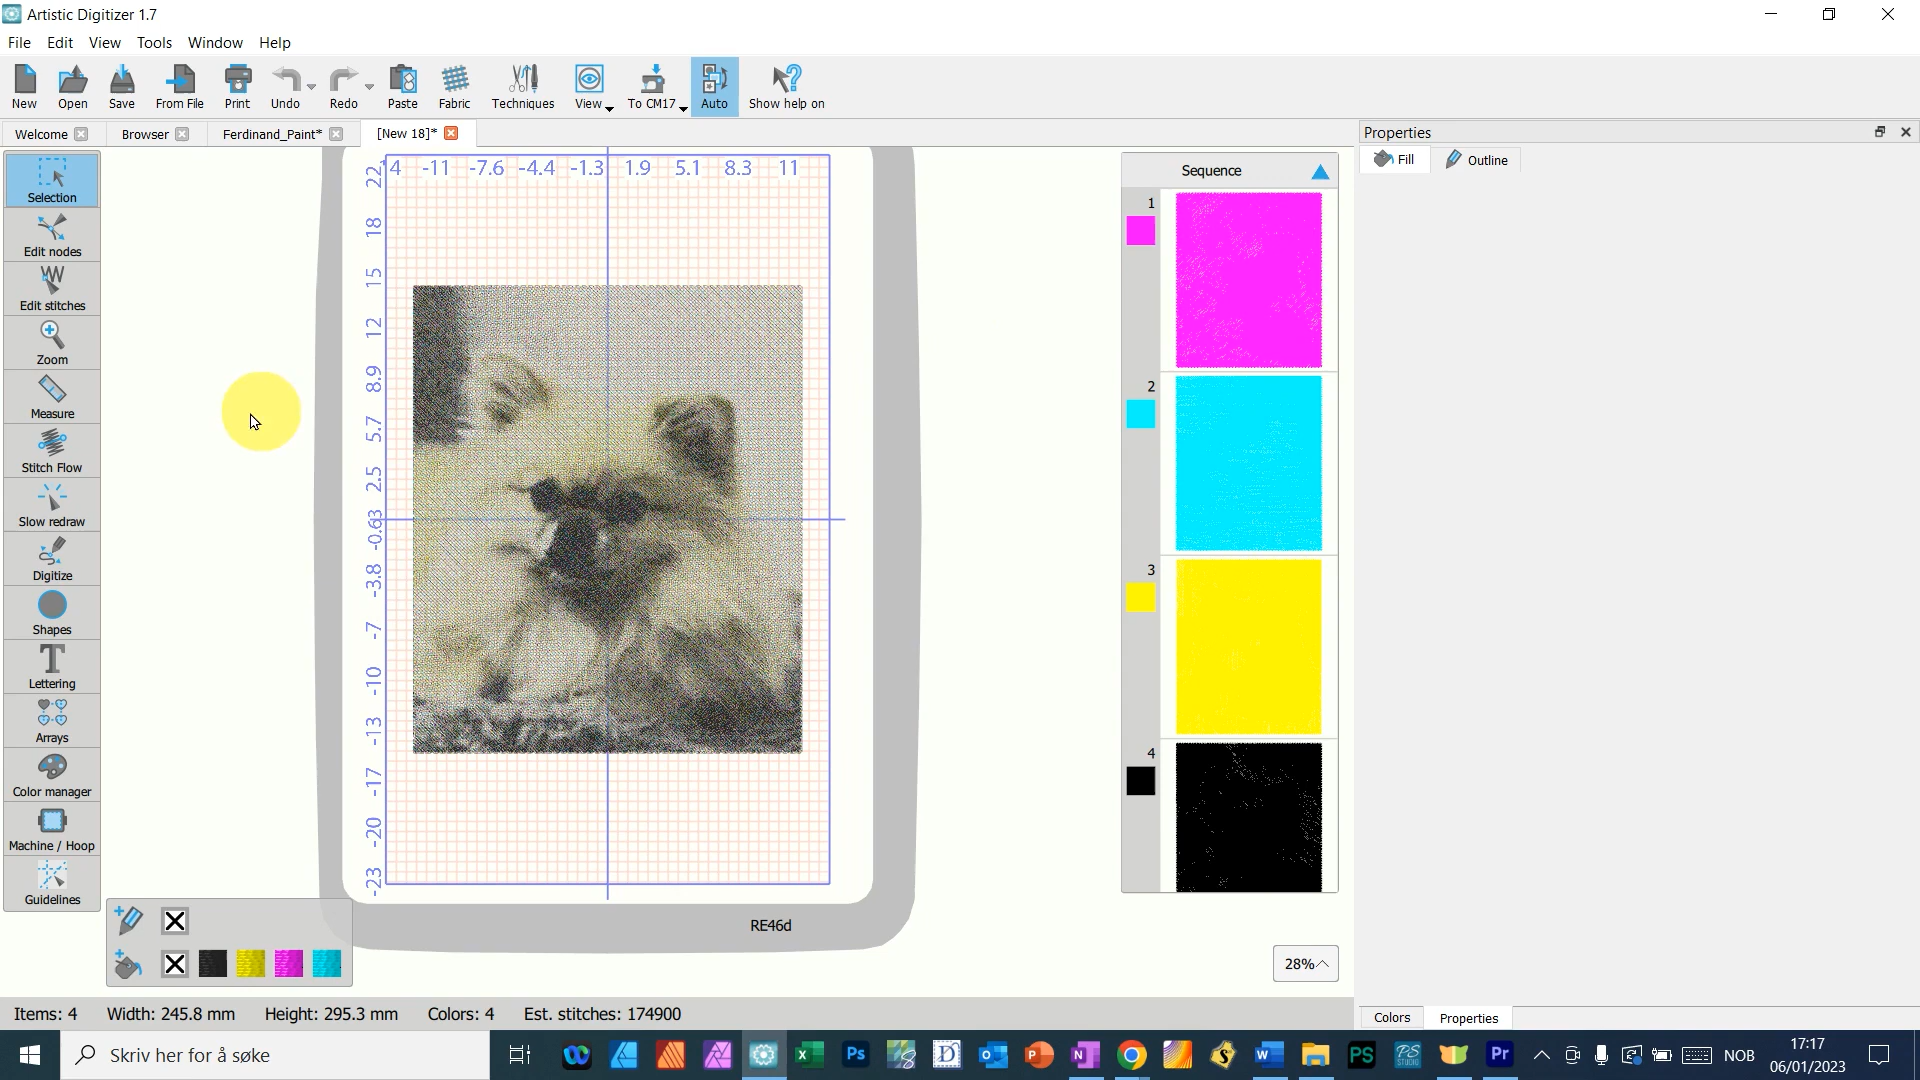 Artistic Digitizer 1.7
File Edit View Tools Window Help
New Open Save From File Print Undo Redo Paste Fabric Techniques View To CM17 Auto Show help on
Welcome Browser Ferdinand_Paint* [New 18]*
Properties
Fill Outline
Selection
Edit nodes
Edit stitches
Zoom
Measure
Stitch Flow
Slow redraw
Digitize
Shapes
Lettering
Arrays
Color manager
Machine / Hoop
Guidelines
4 -11 -7.6 -4.4 -1.3 1.9 5.1 8.3 11
22
18
15
12
8.9
5.7
2.5
-0.63
-3.8
-7
-10
-13
-17
-20
-23
RE46d
Sequence
1
2
3
4
28%
Items: 4 Width: 245.8 mm Height: 295.3 mm Colors: 4 Est. stitches: 174900
Colors Properties
Skriv her for å søke
NOB
17:17
06/01/2023